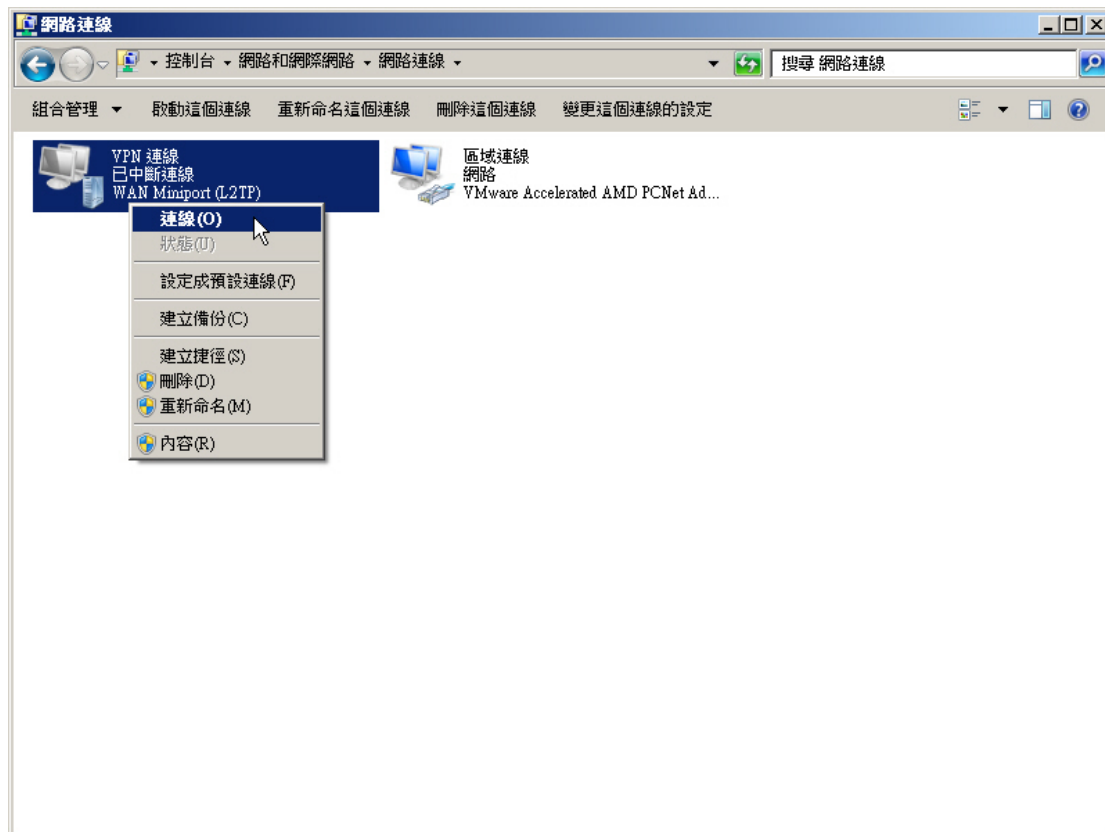 網路連線
控制台 網路和網際網路 網路連線
搜尋 網路連線
組合管理 啟動這個連線 重新命名這個連線 刪除這個連線 變更這個連線的設定
VPN 連線
已中斷連線
WAN Miniport (L2TP)
區域連線
網路
VMware Accelerated AMD PCNet Ad...
連線(O)
狀態(U)
設定成預設連線(F)
建立備份(C)
建立捷徑(S)
刪除(D)
重新命名(M)
內容(R)